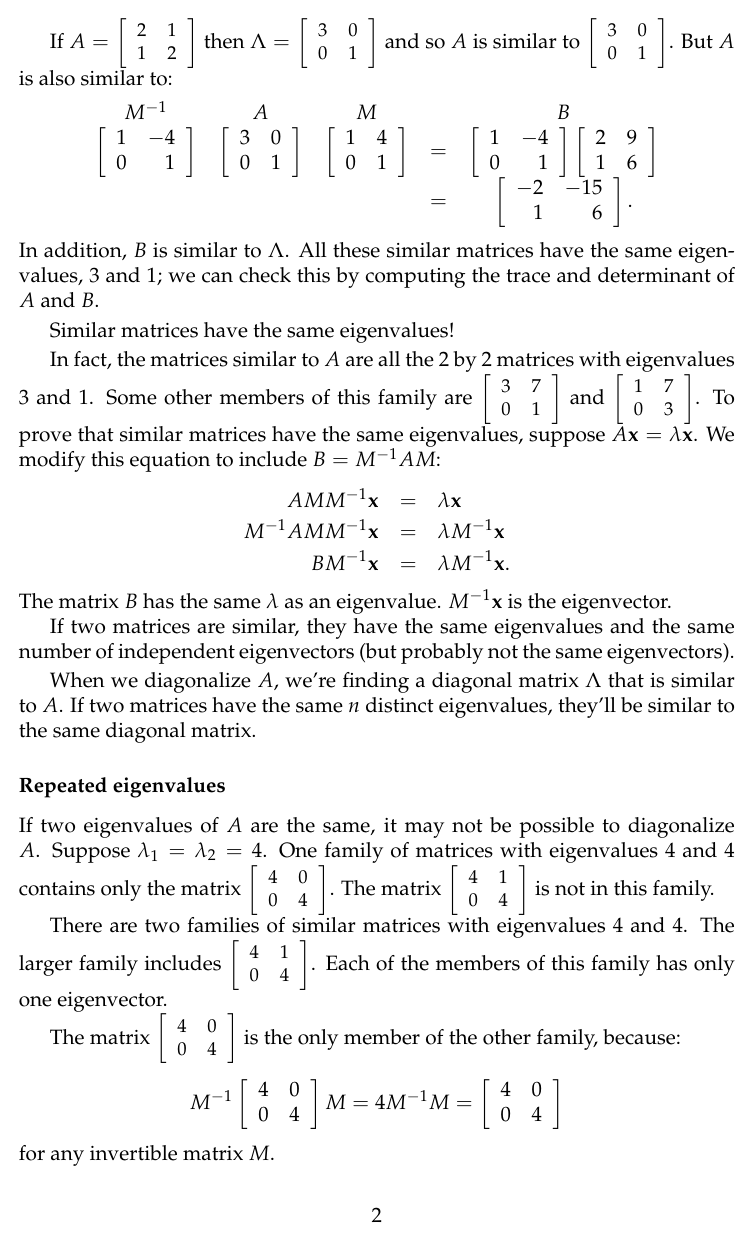 If A = [ 2 1 ; 1 2 ] then Λ = [ 3 0 ; 0 1 ] and so A is similar to [ 3 0 ; 0 1 ] . But A
is also similar to:
M⁻¹ A M B
[ 1 −4 ; 0 1 ] [ 3 0 ; 0 1 ] [ 1 4 ; 0 1 ] = [ 1 −4 ; 0 1 ] [ 2 9 ; 1 6 ]
= [ −2 −15 ; 1 6 ] .
In addition, B is similar to Λ. All these similar matrices have the same eigen-
values, 3 and 1; we can check this by computing the trace and determinant of
A and B.
Similar matrices have the same eigenvalues!
In fact, the matrices similar to A are all the 2 by 2 matrices with eigenvalues
3 and 1. Some other members of this family are [ 3 7 ; 0 1 ] and [ 1 7 ; 0 3 ] . To
prove that similar matrices have the same eigenvalues, suppose Ax = λx. We
modify this equation to include B = M⁻¹AM:
AMM⁻¹x = λx
M⁻¹AMM⁻¹x = λM⁻¹x
BM⁻¹x = λM⁻¹x.
The matrix B has the same λ as an eigenvalue. M⁻¹x is the eigenvector.
If two matrices are similar, they have the same eigenvalues and the same
number of independent eigenvectors (but probably not the same eigenvectors).
When we diagonalize A, we're finding a diagonal matrix Λ that is similar
to A. If two matrices have the same n distinct eigenvalues, they'll be similar to
the same diagonal matrix.
Repeated eigenvalues
If two eigenvalues of A are the same, it may not be possible to diagonalize
A. Suppose λ₁ = λ₂ = 4. One family of matrices with eigenvalues 4 and 4
contains only the matrix [ 4 0 ; 0 4 ] . The matrix [ 4 1 ; 0 4 ] is not in this family.
There are two families of similar matrices with eigenvalues 4 and 4. The
larger family includes [ 4 1 ; 0 4 ] . Each of the members of this family has only
one eigenvector.
The matrix [ 4 0 ; 0 4 ] is the only member of the other family, because:
M⁻¹ [ 4 0 ; 0 4 ] M = 4M⁻¹M = [ 4 0 ; 0 4 ]
for any invertible matrix M.
2